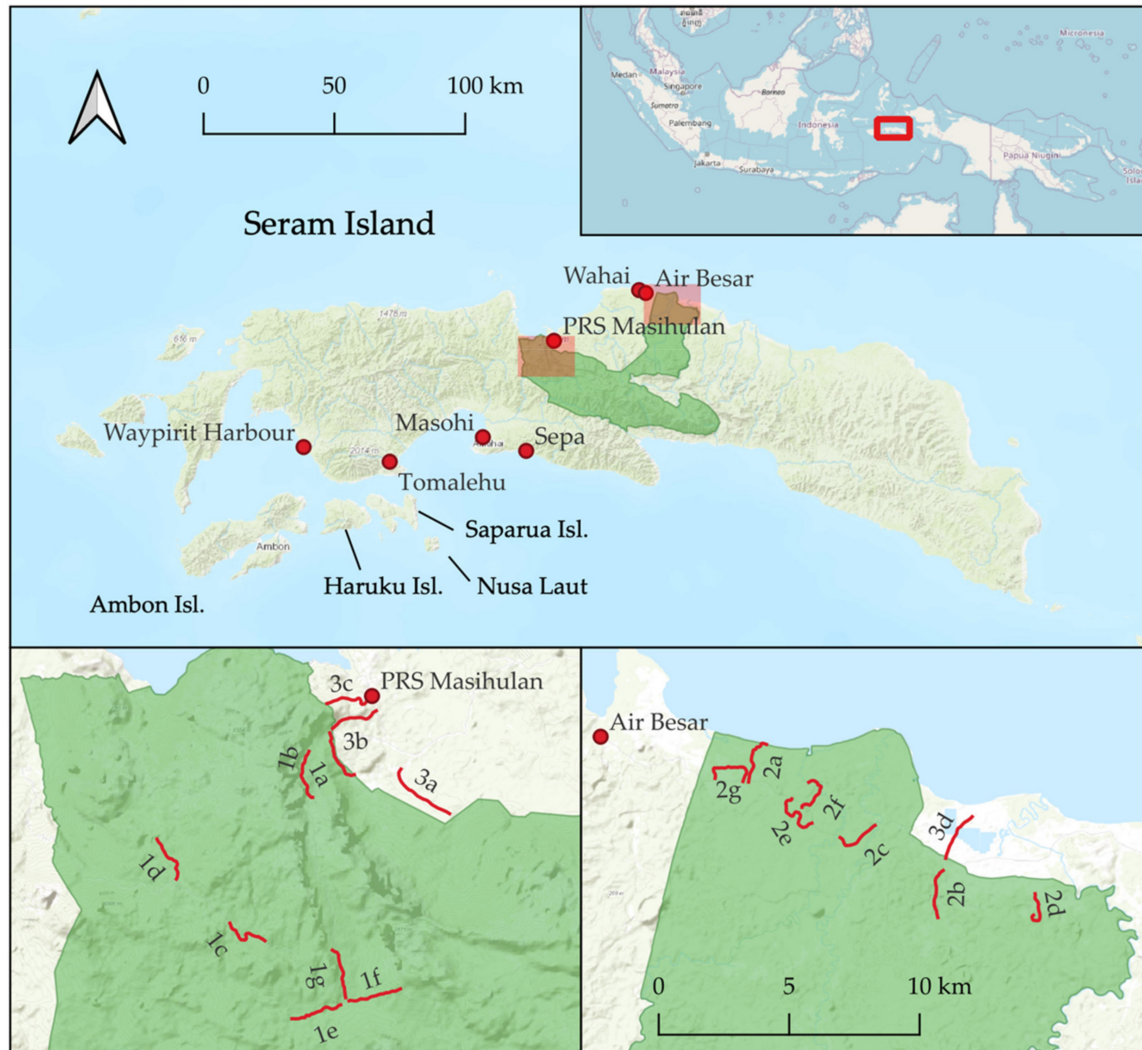 0 50 100 km
Medan
Malaysia
Singapore
Sumatra
Palembang
Borneo
Indonesia
Jakarta
Surabaya
Papua Niugini
Micronesia
Seram Island
Wahai
Air Besar
PRS Masihulan
1478 m
Masohi
Sepa
Waypirit Harbour
2014 m
Tomalehu
Saparua Isl.
Ambon
Haruku Isl.
Nusa Laut
Ambon Isl.
3c
PRS Masihulan
3b
1b
1a
3a
1d
1c
1g
1f
1e
Air Besar
2a
2g
2f
2e
2c
3d
2b
2d
0 5 10 km